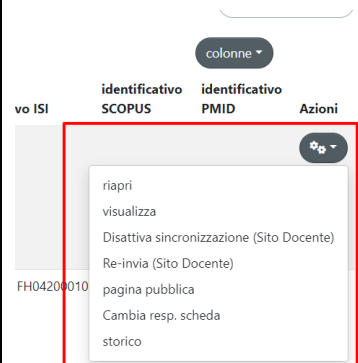 colonne
identificativo identificativo
vo ISI SCOPUS PMID Azioni
riapri
visualizza
Disattiva sincronizzazione (Sito Docente)
Re-invia (Sito Docente)
FH04200010 pagina pubblica
Cambia resp. scheda
storico